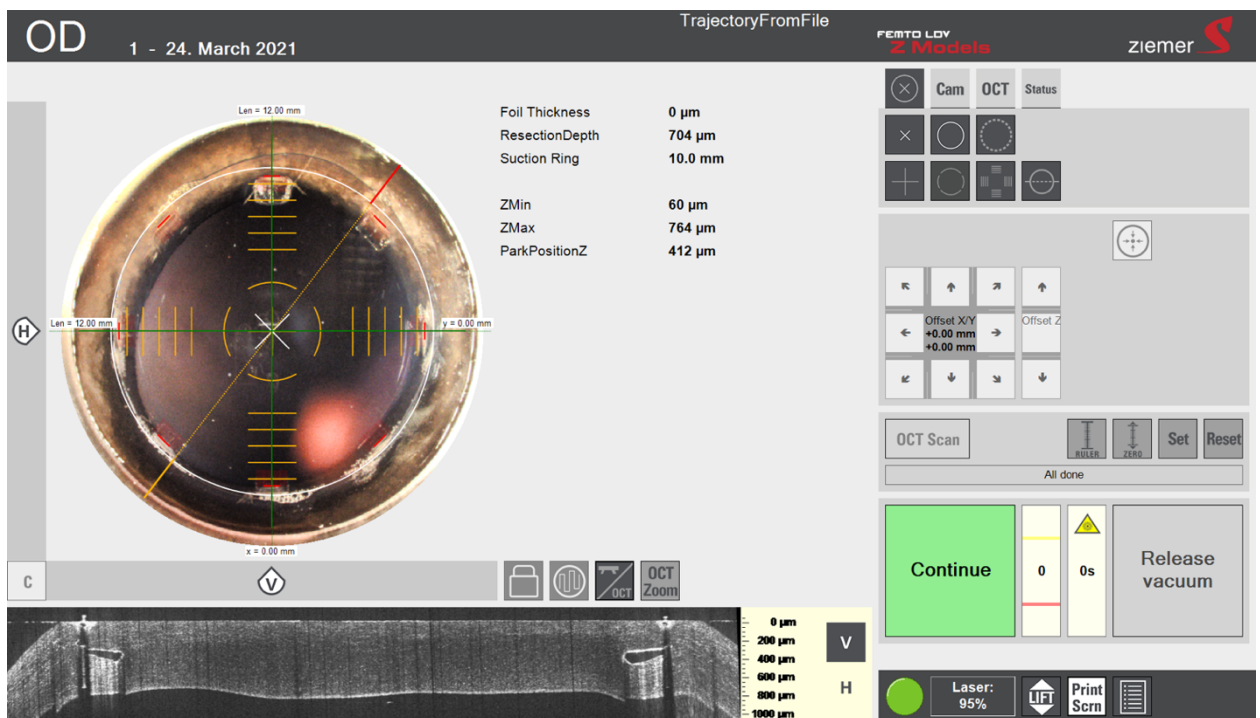 OD
1 - 24. March 2021
TrajectoryFromFile
FEMTO LDV
Z Models
zıemer
Len = 12.00 mm
Len = 12.00 mm
y = 0.00 mm
x = 0.00 mm
H
V
C
Foil Thickness 0 µm
ResectionDepth 704 µm
Suction Ring 10.0 mm
ZMin 60 µm
ZMax 764 µm
ParkPositionZ 412 µm
OCT
OCT
Zoom
Cam OCT Status
Offset X/Y
+0.00 mm
+0.00 mm
Offset Z
OCT Scan
RULER
ZERO
Set
Reset
All done
Continue
0
0s
Release
vacuum
0 µm
200 µm
400 µm
600 µm
800 µm
1000 µm
V
H
Laser:
95%
LIFT
Print
Scrn